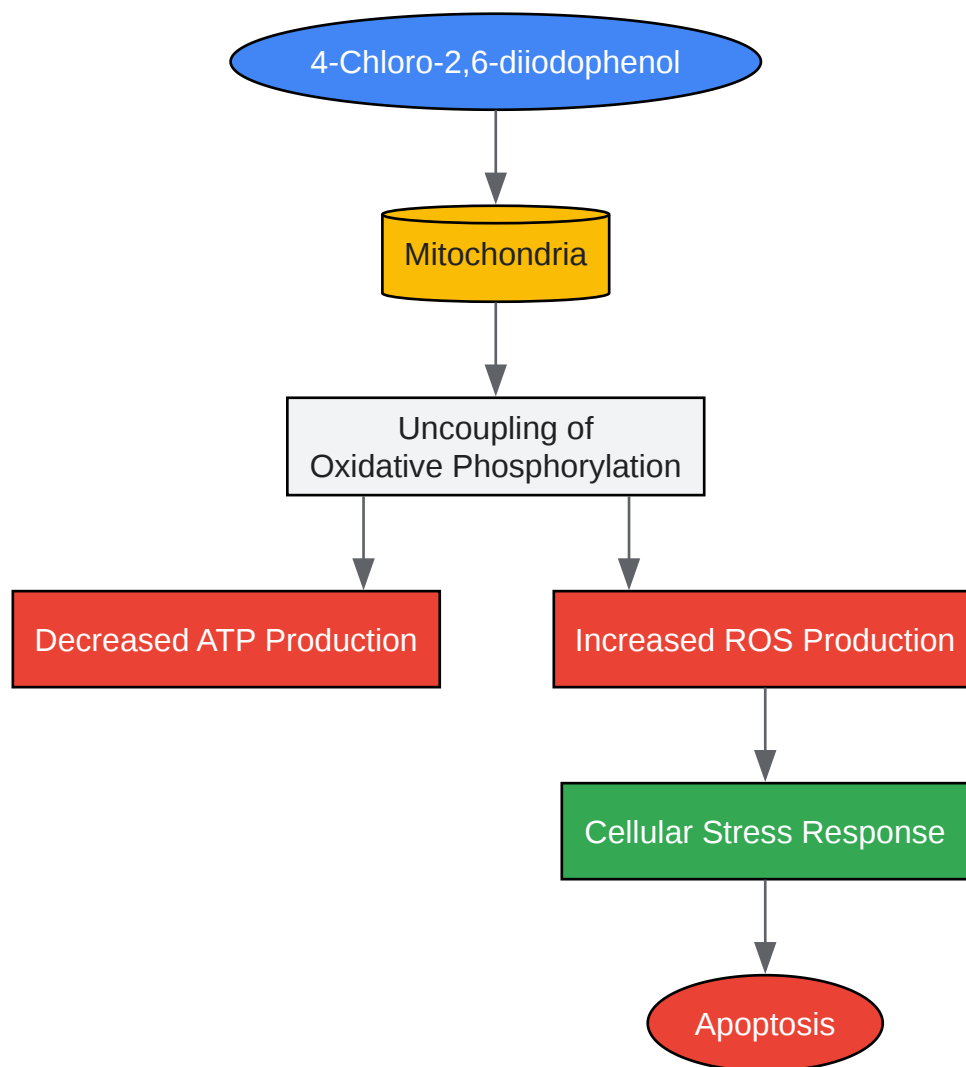 4-Chloro-2,6-diiodophenol
Mitochondria
Uncoupling of
Oxidative Phosphorylation
Decreased ATP Production
Increased ROS Production
Cellular Stress Response
Apoptosis